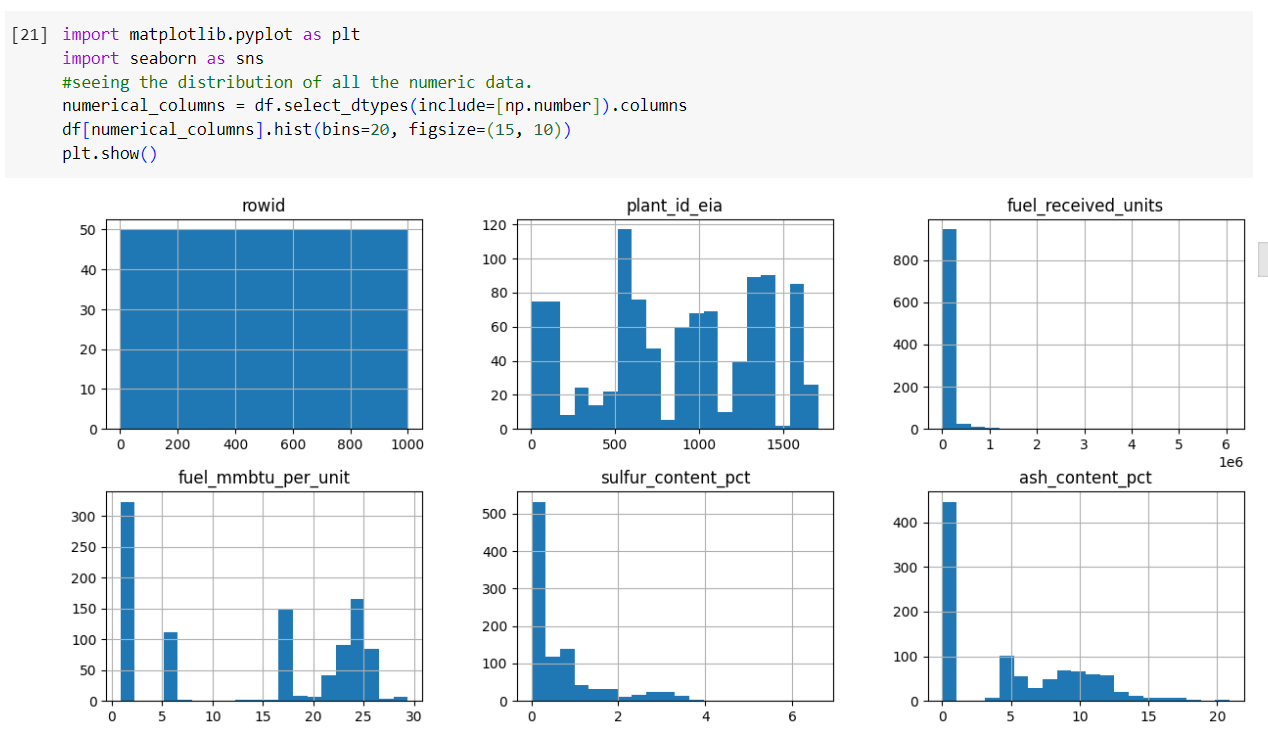 [21] import matplotlib.pyplot as plt
import seaborn as sns
#seeing the distribution of all the numeric data.
numerical_columns = df.select_dtypes(include=[np.number]).columns
df[numerical_columns].hist(bins=20, figsize=(15, 10))
plt.show()
rowid
50
40
30
20
10
0
0 200 400 600 800 1000
plant_id_eia
120
100
80
60
40
20
0
0 500 1000 1500
fuel_received_units
800
600
400
200
0
0 1 2 3 4 5 6
1e6
fuel_mmbtu_per_unit
300
250
200
150
100
50
0
0 5 10 15 20 25 30
sulfur_content_pct
500
400
300
200
100
0
0 2 4 6
ash_content_pct
400
300
200
100
0
0 5 10 15 20